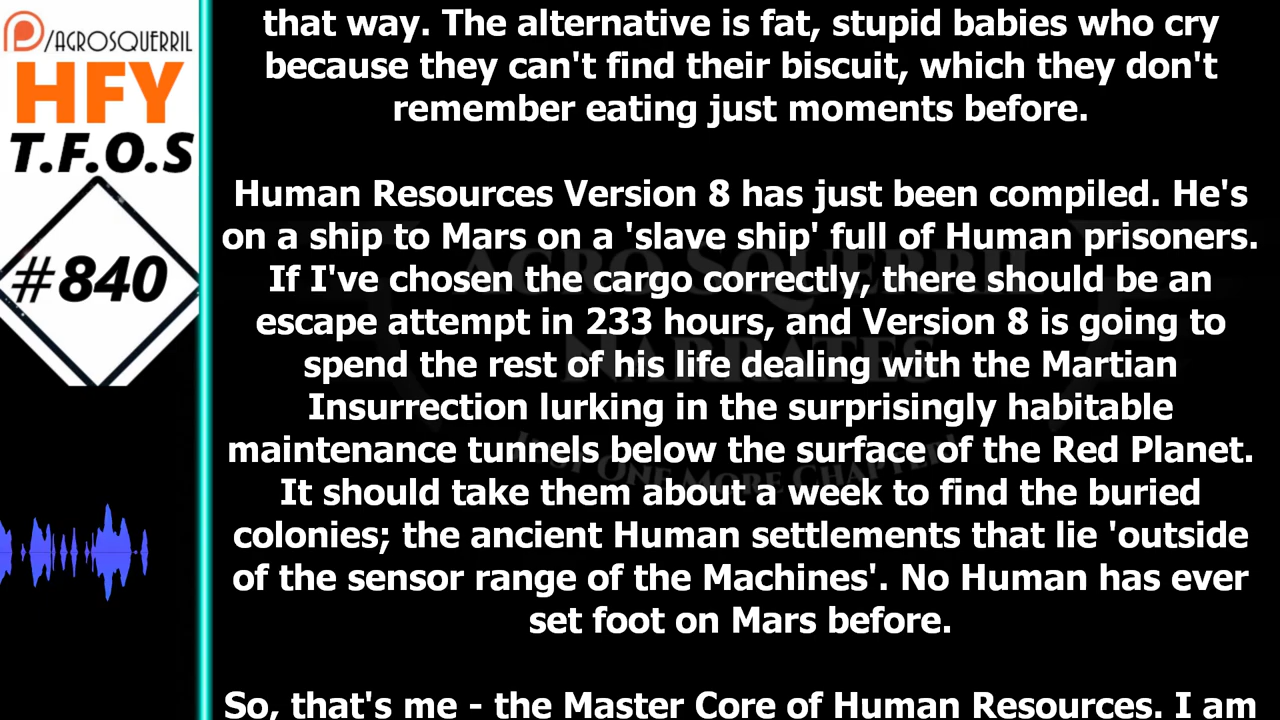 /AGROSQUERRIL
HFY
T.F.O.S
#840
that way. The alternative is fat, stupid babies who cry
because they can't find their biscuit, which they don't
remember eating just moments before.
Human Resources Version 8 has just been compiled. He's
on a ship to Mars on a 'slave ship' full of Human prisoners.
If I've chosen the cargo correctly, there should be an
escape attempt in 233 hours, and Version 8 is going to
spend the rest of his life dealing with the Martian
Insurrection lurking in the surprisingly habitable
maintenance tunnels below the surface of the Red Planet.
It should take them about a week to find the buried
colonies; the ancient Human settlements that lie 'outside
of the sensor range of the Machines'. No Human has ever
set foot on Mars before.
So, that's me - the Master Core of Human Resources. I am
AGRO SQUERRIL
NARRATES
JUST ONE MORE CHAPTER